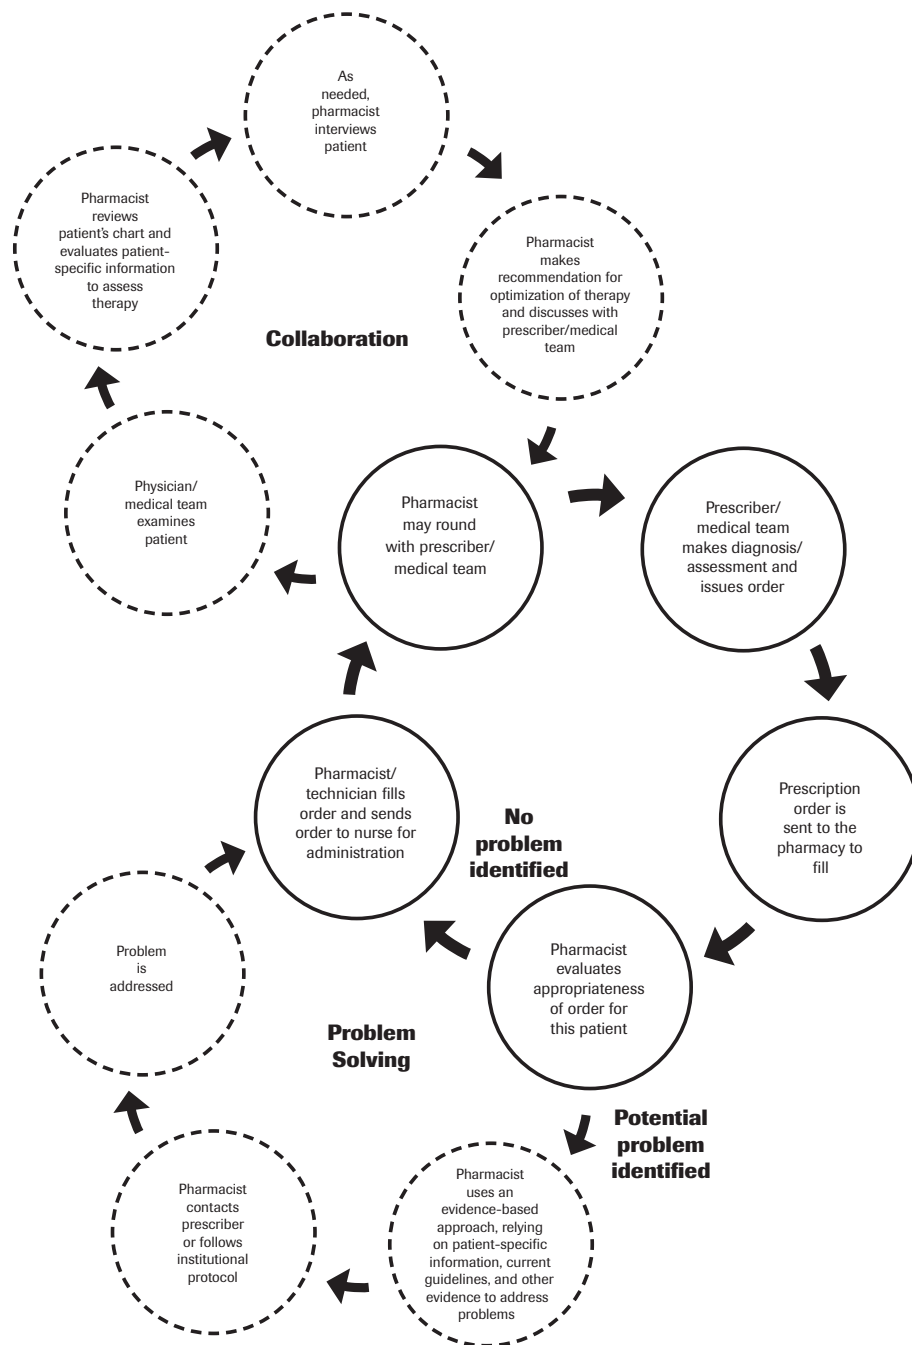 As
needed,
pharmacist
interviews
patient
Pharmacist
reviews
patient's chart and
evaluates patient-
specific information
to assess
therapy
Pharmacist
makes
recommendation for
optimization of therapy
and discusses with
prescriber/medical
team
Collaboration
Physician/
medical team
examines
patient
Pharmacist
may round
with prescriber/
medical team
Prescriber/
medical team
makes diagnosis/
assessment and
issues order
Prescription
order is
sent to the
pharmacy to
fill
Pharmacist/
technician fills
order and sends
order to nurse for
administration
No
problem
identified
Pharmacist
evaluates
appropriateness
of order for
this patient
Problem
is
addressed
Problem
Solving
Potential
problem
identified
Pharmacist
uses an
evidence-based
approach, relying
on patient-specific
information, current
guidelines, and other
evidence to address
problems
Pharmacist
contacts
prescriber
or follows
institutional
protocol